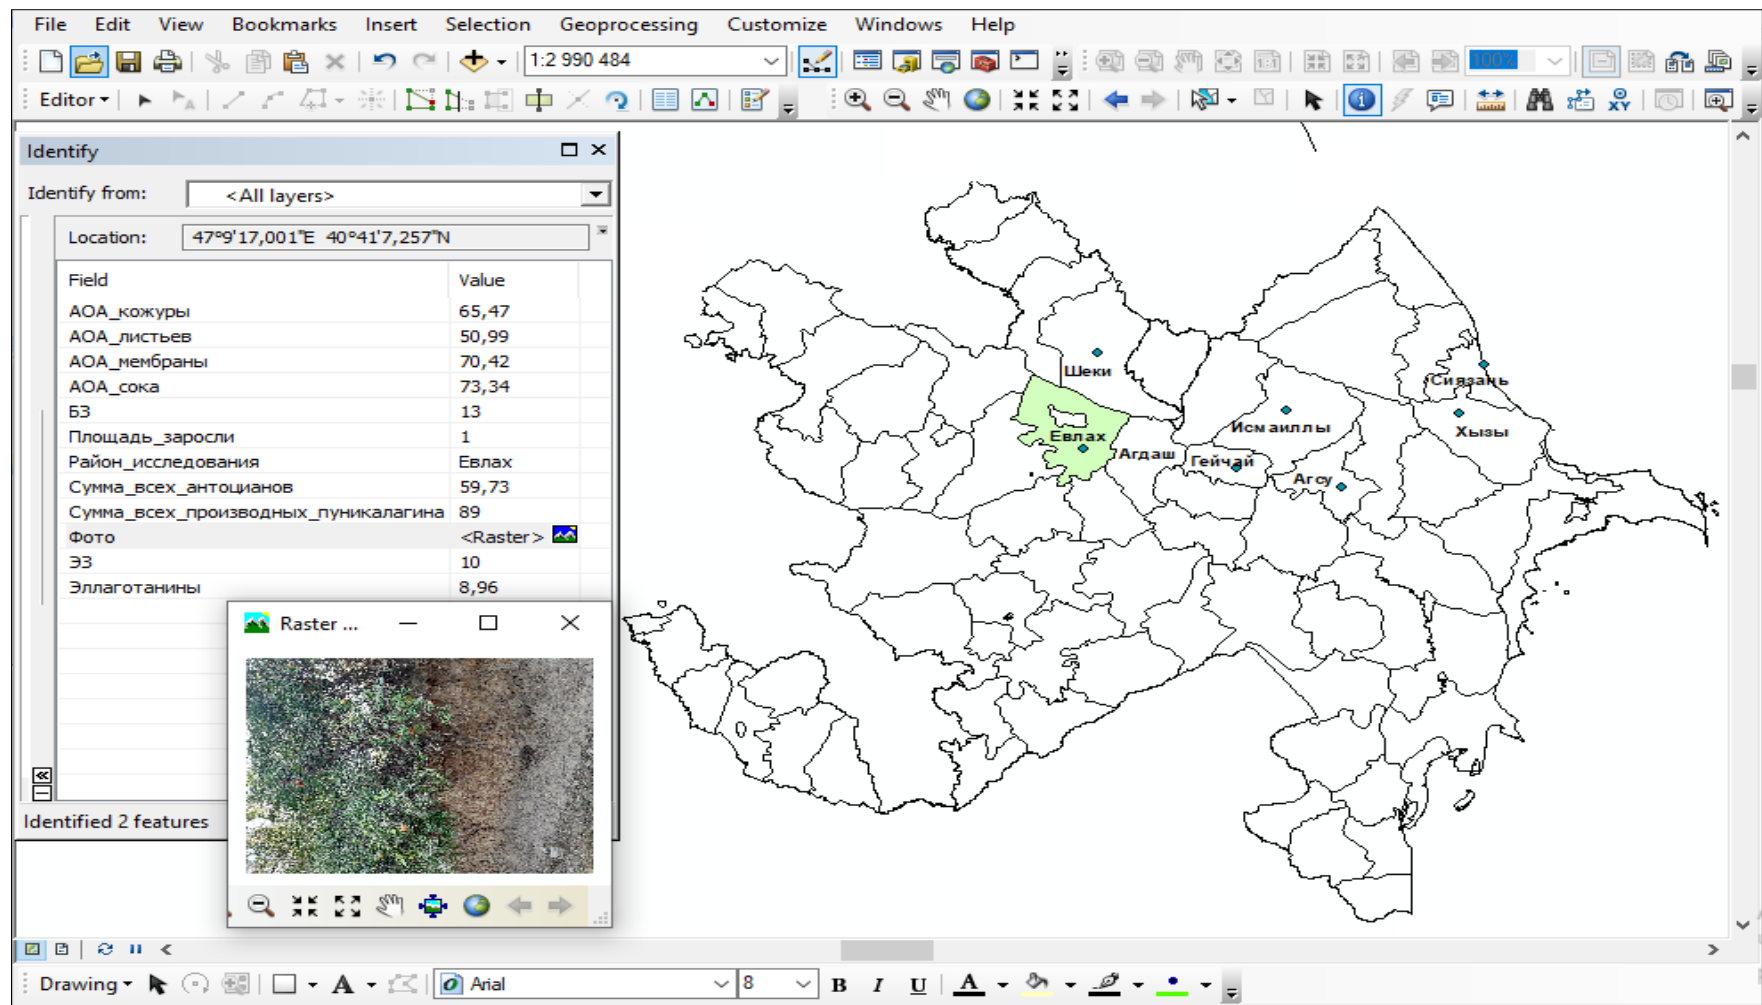 File Edit View Bookmarks Insert Selection Geoprocessing Customize Windows Help
1:2 990 484
100%
Editor
Identify
Identify from: <All layers>
Location: 47°9'17,001"E 40°41'7,257"N
Field Value
АОА_кожуры 65,47
АОА_листьев 50,99
АОА_мембраны 70,42
АОА_сока 73,34
БЗ 13
Площадь_заросли 1
Район_исследования Евлах
Сумма_всех_антоцианов 59,73
Сумма_всех_производных_пуникалагина 89
Фото <Raster>
ЭЗ 10
Эллаготанины 8,96
Identified 2 features
Raster ...
Шеки
Сиязань
Исмаиллы
Хызы
Евлах
Агдаш
Гейчай
Агсу
Drawing A Arial 8 B I U A